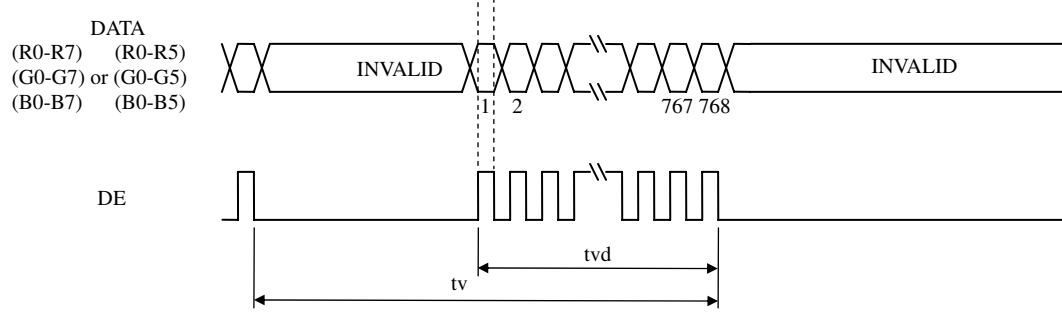 DATA
(R0-R7) (R0-R5)
(G0-G7) or (G0-G5)
(B0-B7) (B0-B5)
INVALID
INVALID
1 2 767 768
DE
tvd
tv